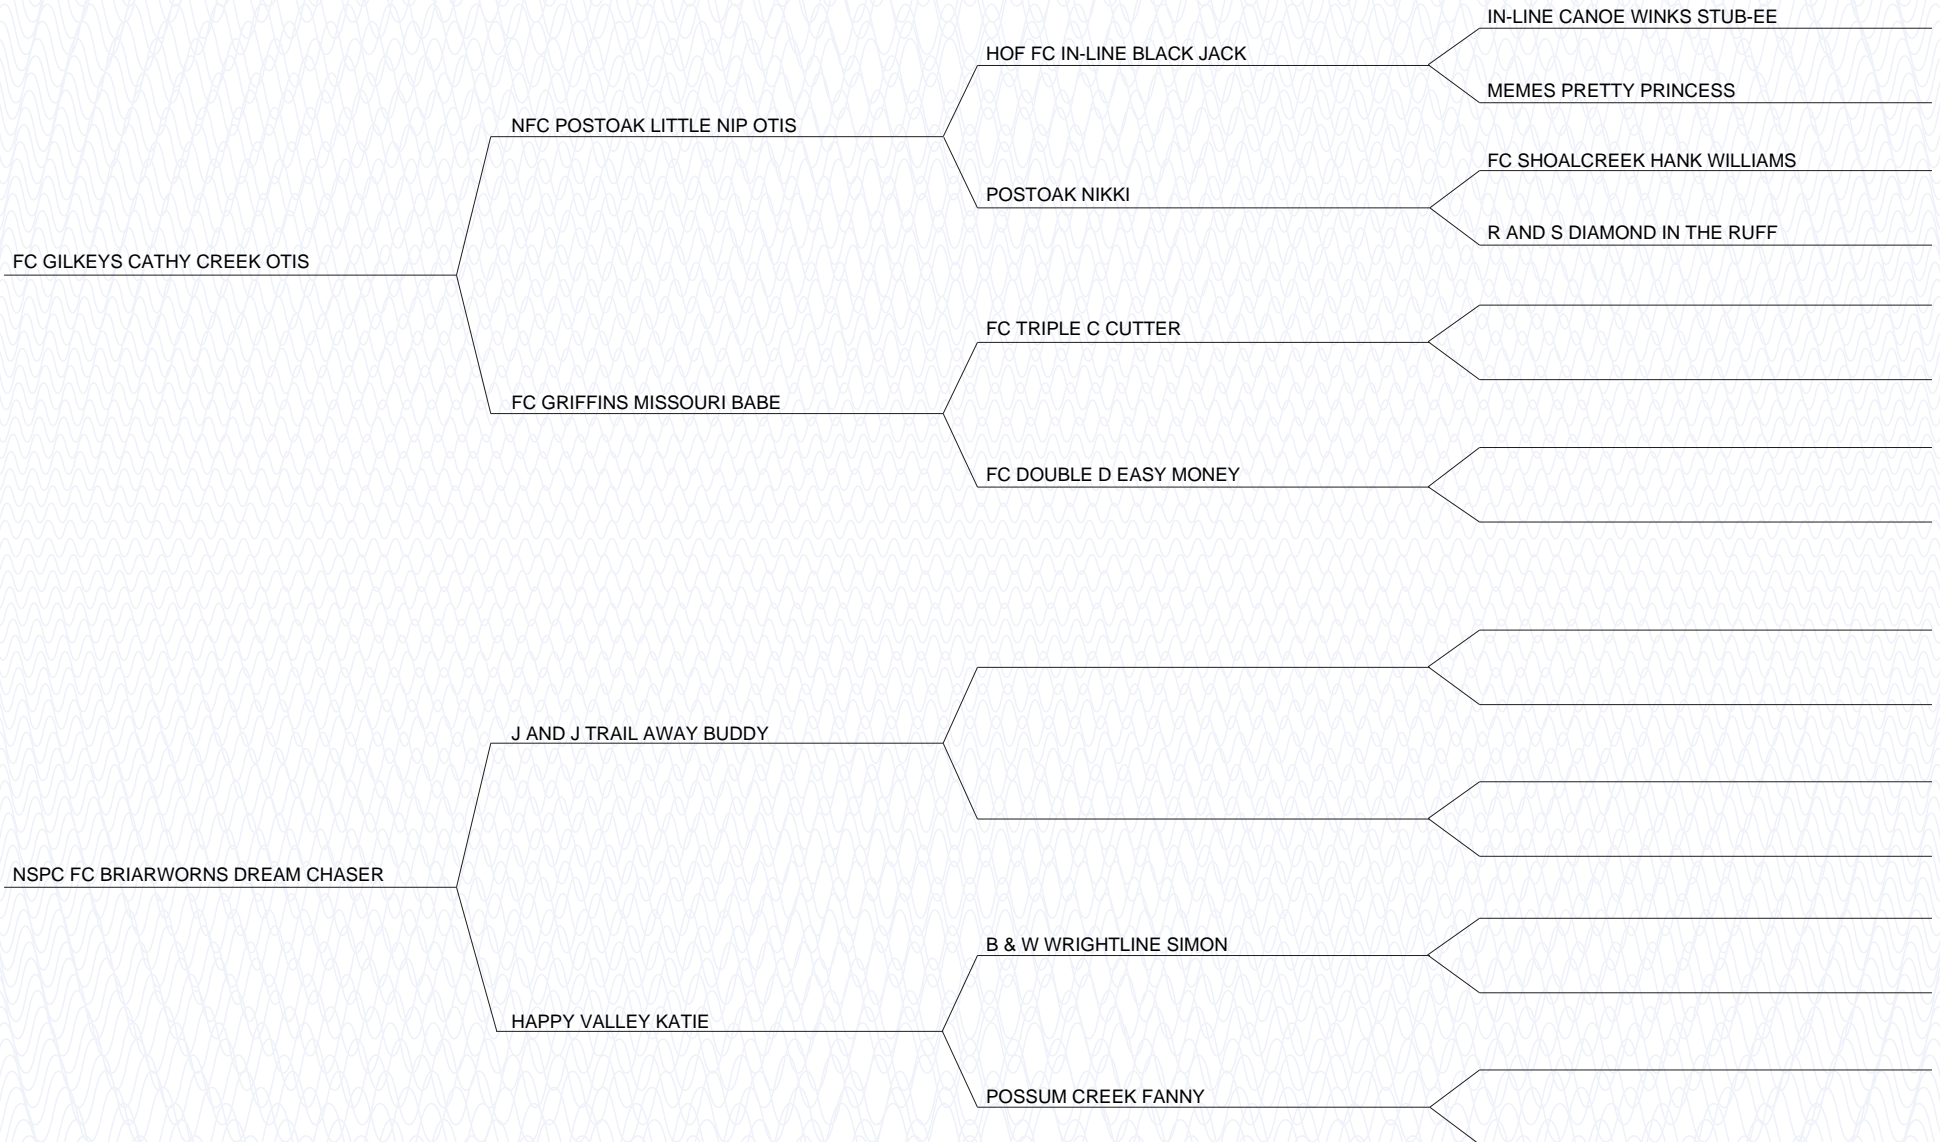 IN-LINE CANOE WINKS STUB-EE
HOF FC IN-LINE BLACK JACK
MEMES PRETTY PRINCESS
NFC POSTOAK LITTLE NIP OTIS
FC SHOALCREEK HANK WILLIAMS
POSTOAK NIKKI
R AND S DIAMOND IN THE RUFF
FC GILKEYS CATHY CREEK OTIS
FC TRIPLE C CUTTER
FC GRIFFINS MISSOURI BABE
FC DOUBLE D EASY MONEY
J AND J TRAIL AWAY BUDDY
NSPC FC BRIARWORNS DREAM CHASER
B & W WRIGHTLINE SIMON
HAPPY VALLEY KATIE
POSSUM CREEK FANNY